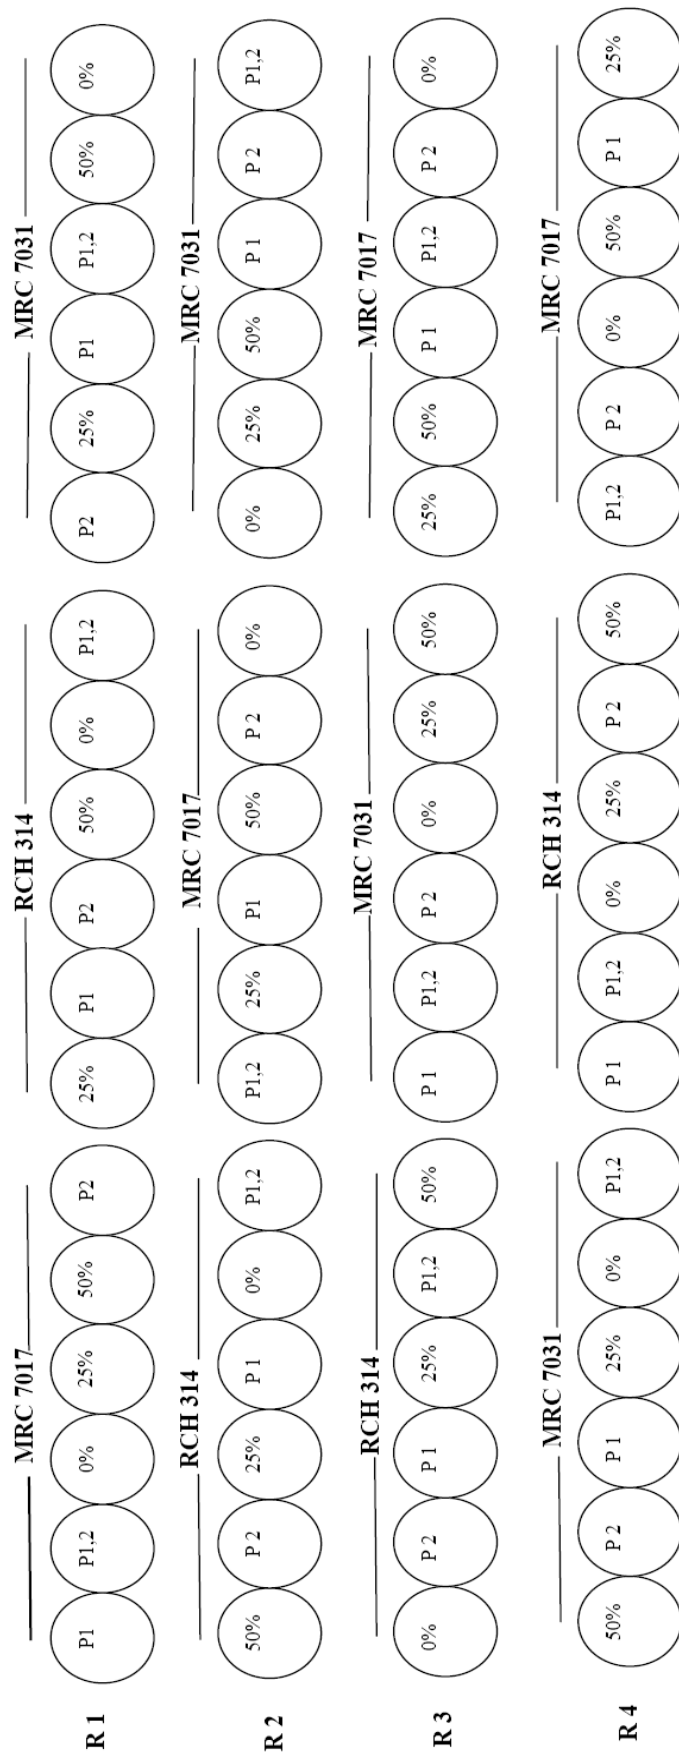 MRC 7017 RCH 314 MRC 7031
R 1 P1 P1,2 0% 25% 50% P2 25% P1 P2 50% 0% P1,2 P2 25% P1 P1,2 50% 0%
RCH 314 MRC 7017 MRC 7031
R 2 50% P 2 25% P 1 0% P1,2 P1,2 25% P1 50% P 2 0% 0% 25% 50% P 1 P 2 P1,2
RCH 314 MRC 7031 MRC 7017
R 3 0% P 2 P 1 25% P1,2 50% P 1 P1,2 P 2 0% 25% 50% 25% 50% P 1 P1,2 P 2 0%
MRC 7031 RCH 314 MRC 7017
R 4 50% P 2 P 1 25% 0% P1,2 P 1 P1,2 0% 25% P 2 50% P1,2 P 2 0% 50% P 1 25%